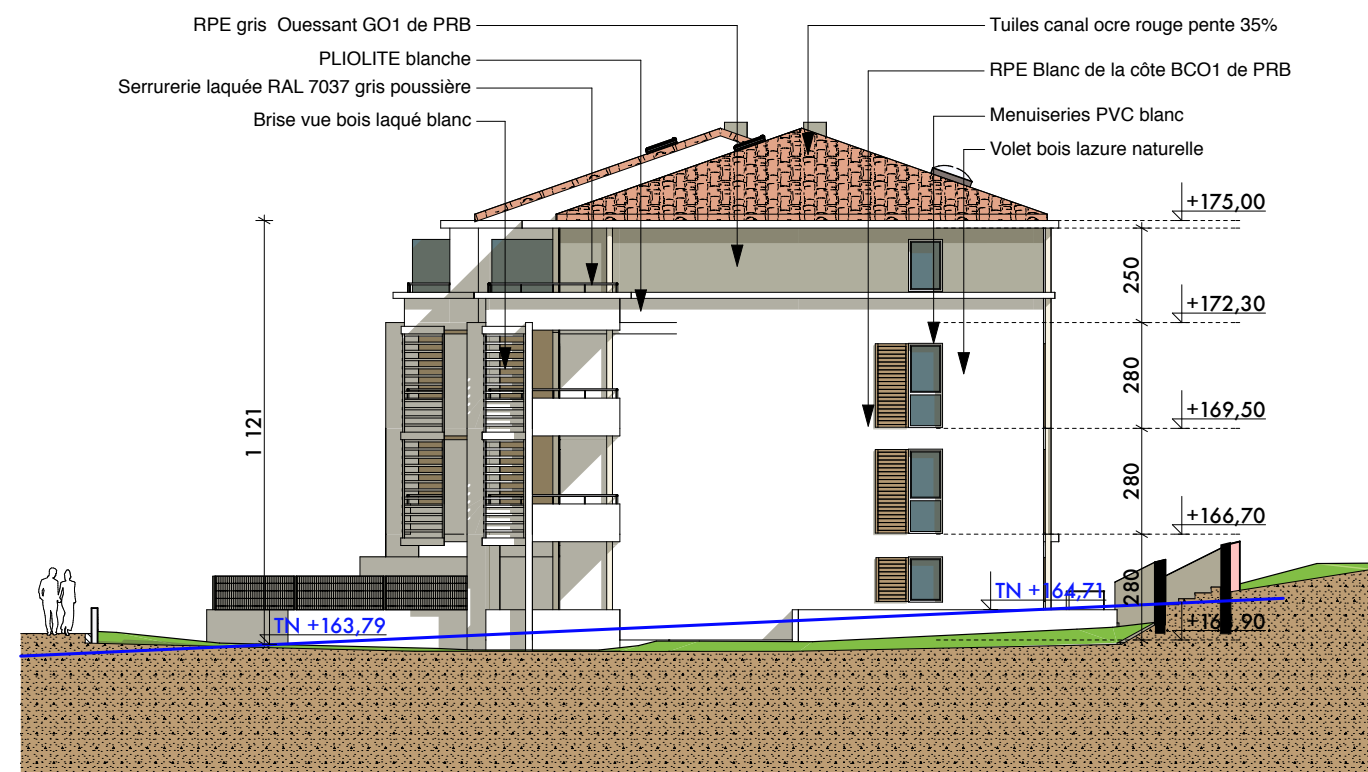 RPE gris Ouessant GO1 de PRB
PLIOLITE blanche
Serrurerie laquée RAL 7037 gris poussière
Brise vue bois laqué blanc
Tuiles canal ocre rouge pente 35%
RPE Blanc de la côte BCO1 de PRB
Menuiseries PVC blanc
Volet bois lazure naturelle
+175,00
250
+172,30
280
+169,50
280
+166,70
280
1 121
TN +163,79
TN +164,71
+163,90